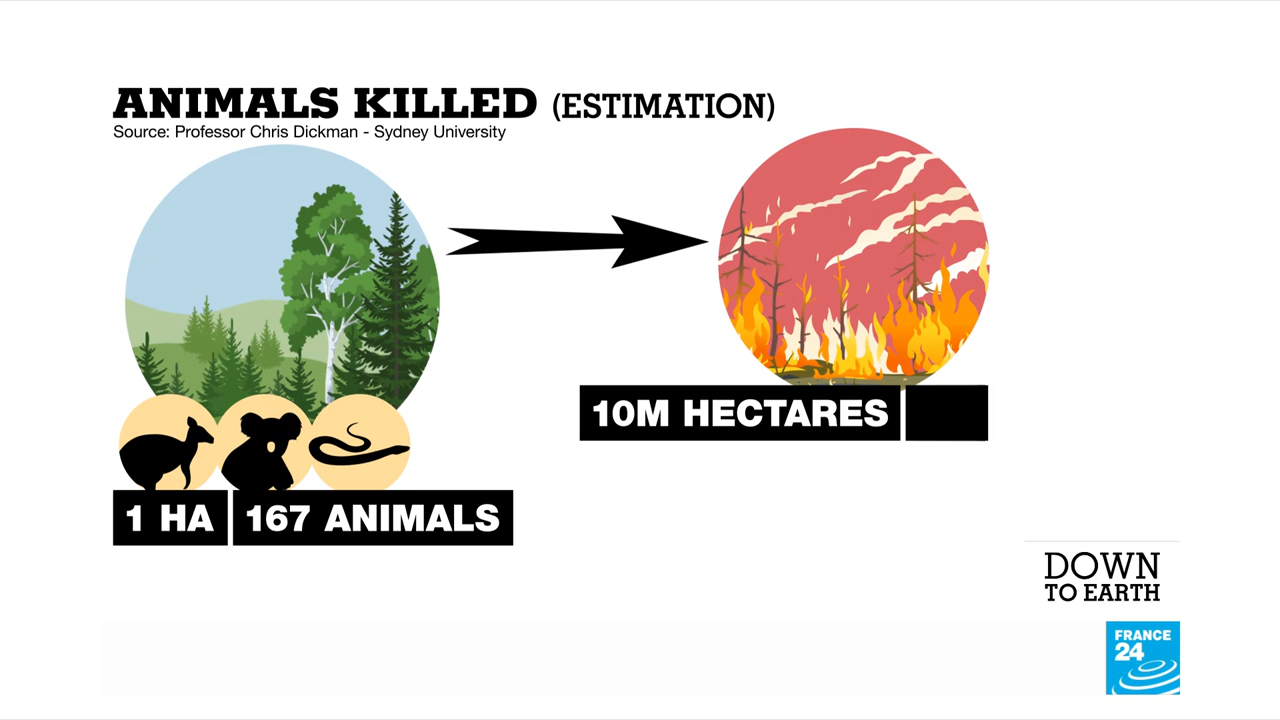 ANIMALS KILLED (ESTIMATION)
Source: Professor Chris Dickman - Sydney University
10M HECTARES
1 HA 167 ANIMALS
DOWN
TO EARTH
FRANCE
24